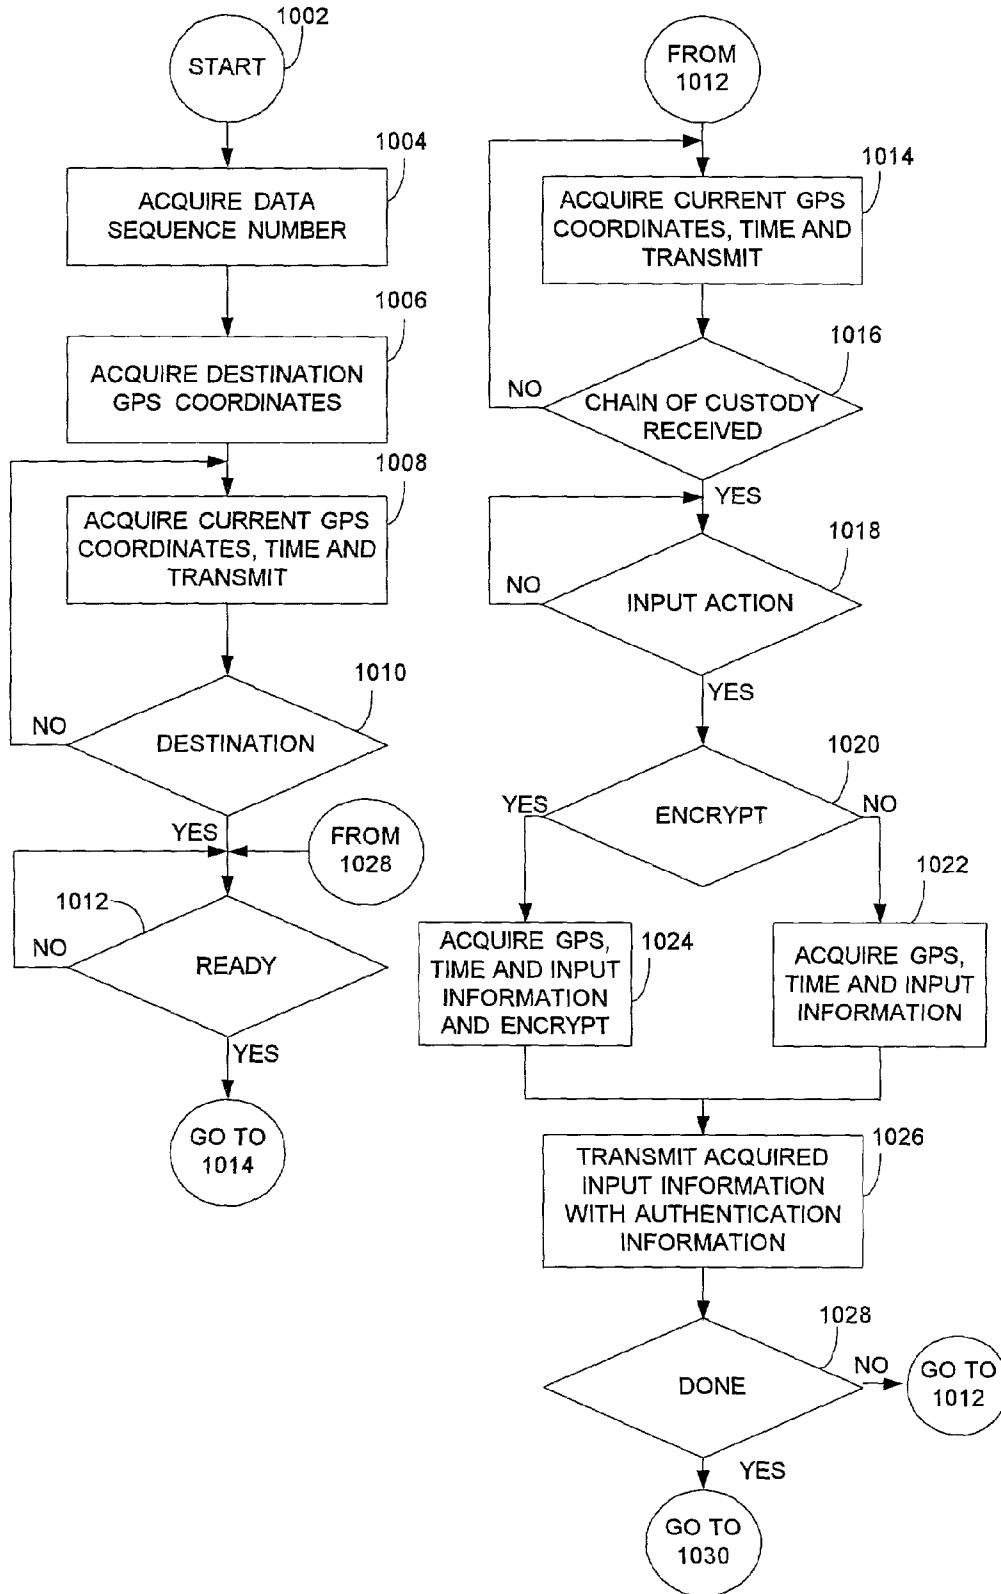 1002
START
1004
ACQUIRE DATA
SEQUENCE NUMBER
1006
ACQUIRE DESTINATION
GPS COORDINATES
1008
ACQUIRE CURRENT GPS
COORDINATES, TIME AND
TRANSMIT
1010
NO
DESTINATION
YES
FROM
1028
1012
NO
READY
YES
GO TO
1014
FROM
1012
1014
ACQUIRE CURRENT GPS
COORDINATES, TIME AND
TRANSMIT
1016
NO
CHAIN OF CUSTODY
RECEIVED
YES
1018
NO
INPUT ACTION
YES
1020
YES
ENCRYPT
NO
1022
ACQUIRE GPS,
TIME AND INPUT
INFORMATION
AND ENCRYPT
1024
ACQUIRE GPS,
TIME AND INPUT
INFORMATION
1026
TRANSMIT ACQUIRED
INPUT INFORMATION
WITH AUTHENTICATION
INFORMATION
1028
DONE
NO
GO TO
1012
YES
GO TO
1030